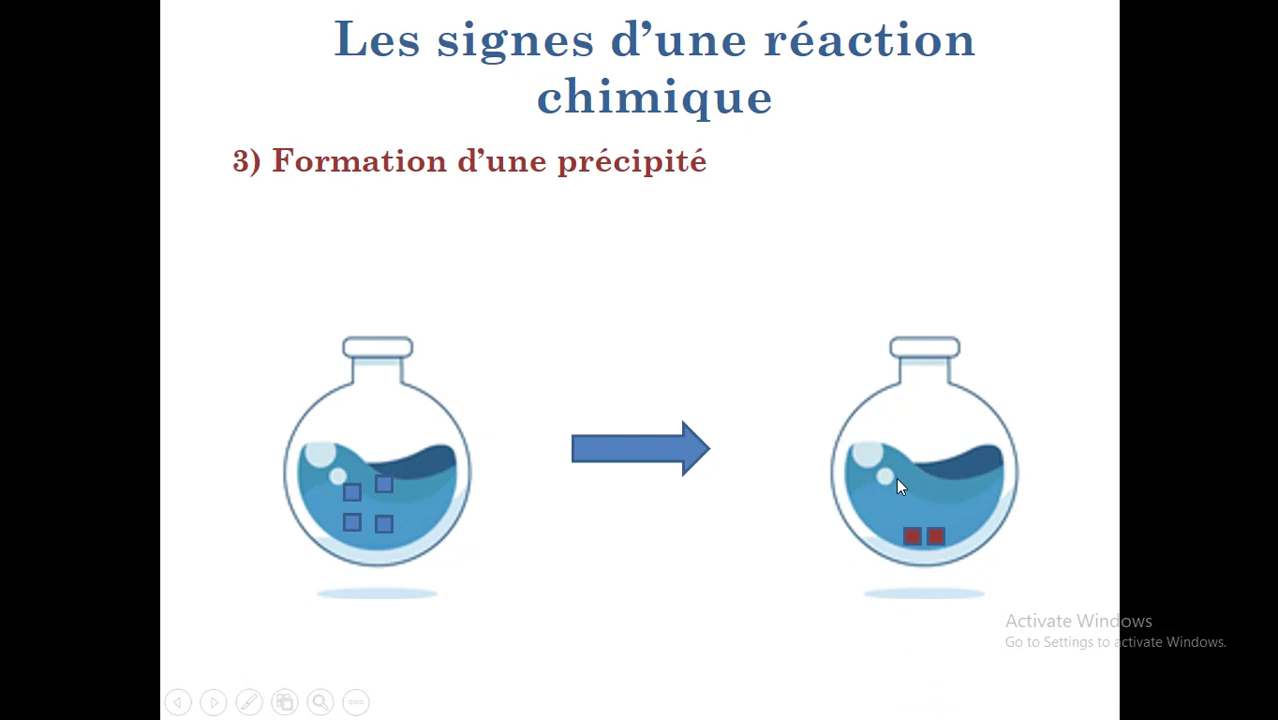 Les signes d’une réaction
chimique
3) Formation d’une précipité
Activate Windows
Go to Settings to activate Windows.